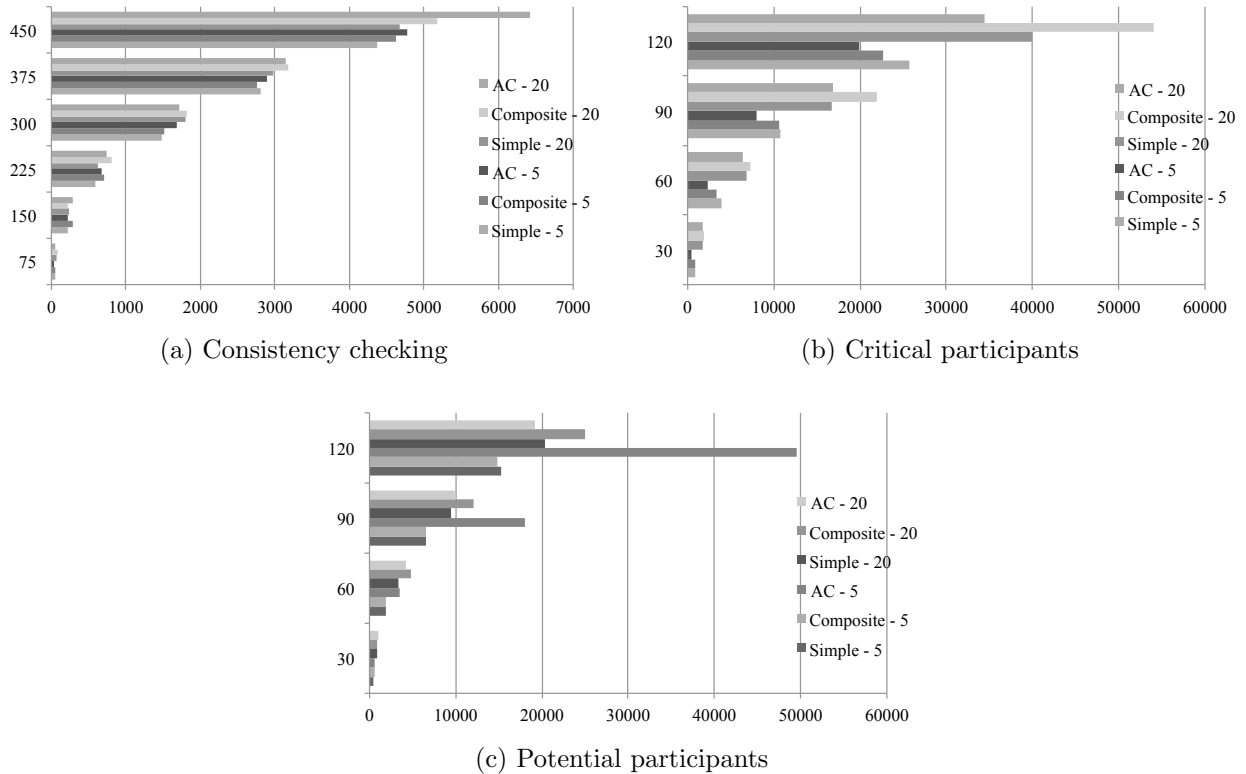 450
375
300
225
150
75
AC - 20
Composite - 20
Simple - 20
AC - 5
Composite - 5
Simple - 5
0 1000 2000 3000 4000 5000 6000 7000
(a) Consistency checking
120
90
60
30
AC - 20
Composite - 20
Simple - 20
AC - 5
Composite - 5
Simple - 5
0 10000 20000 30000 40000 50000 60000
(b) Critical participants
120
90
60
30
AC - 20
Composite - 20
Simple - 20
AC - 5
Composite - 5
Simple - 5
0 10000 20000 30000 40000 50000 60000
(c) Potential participants